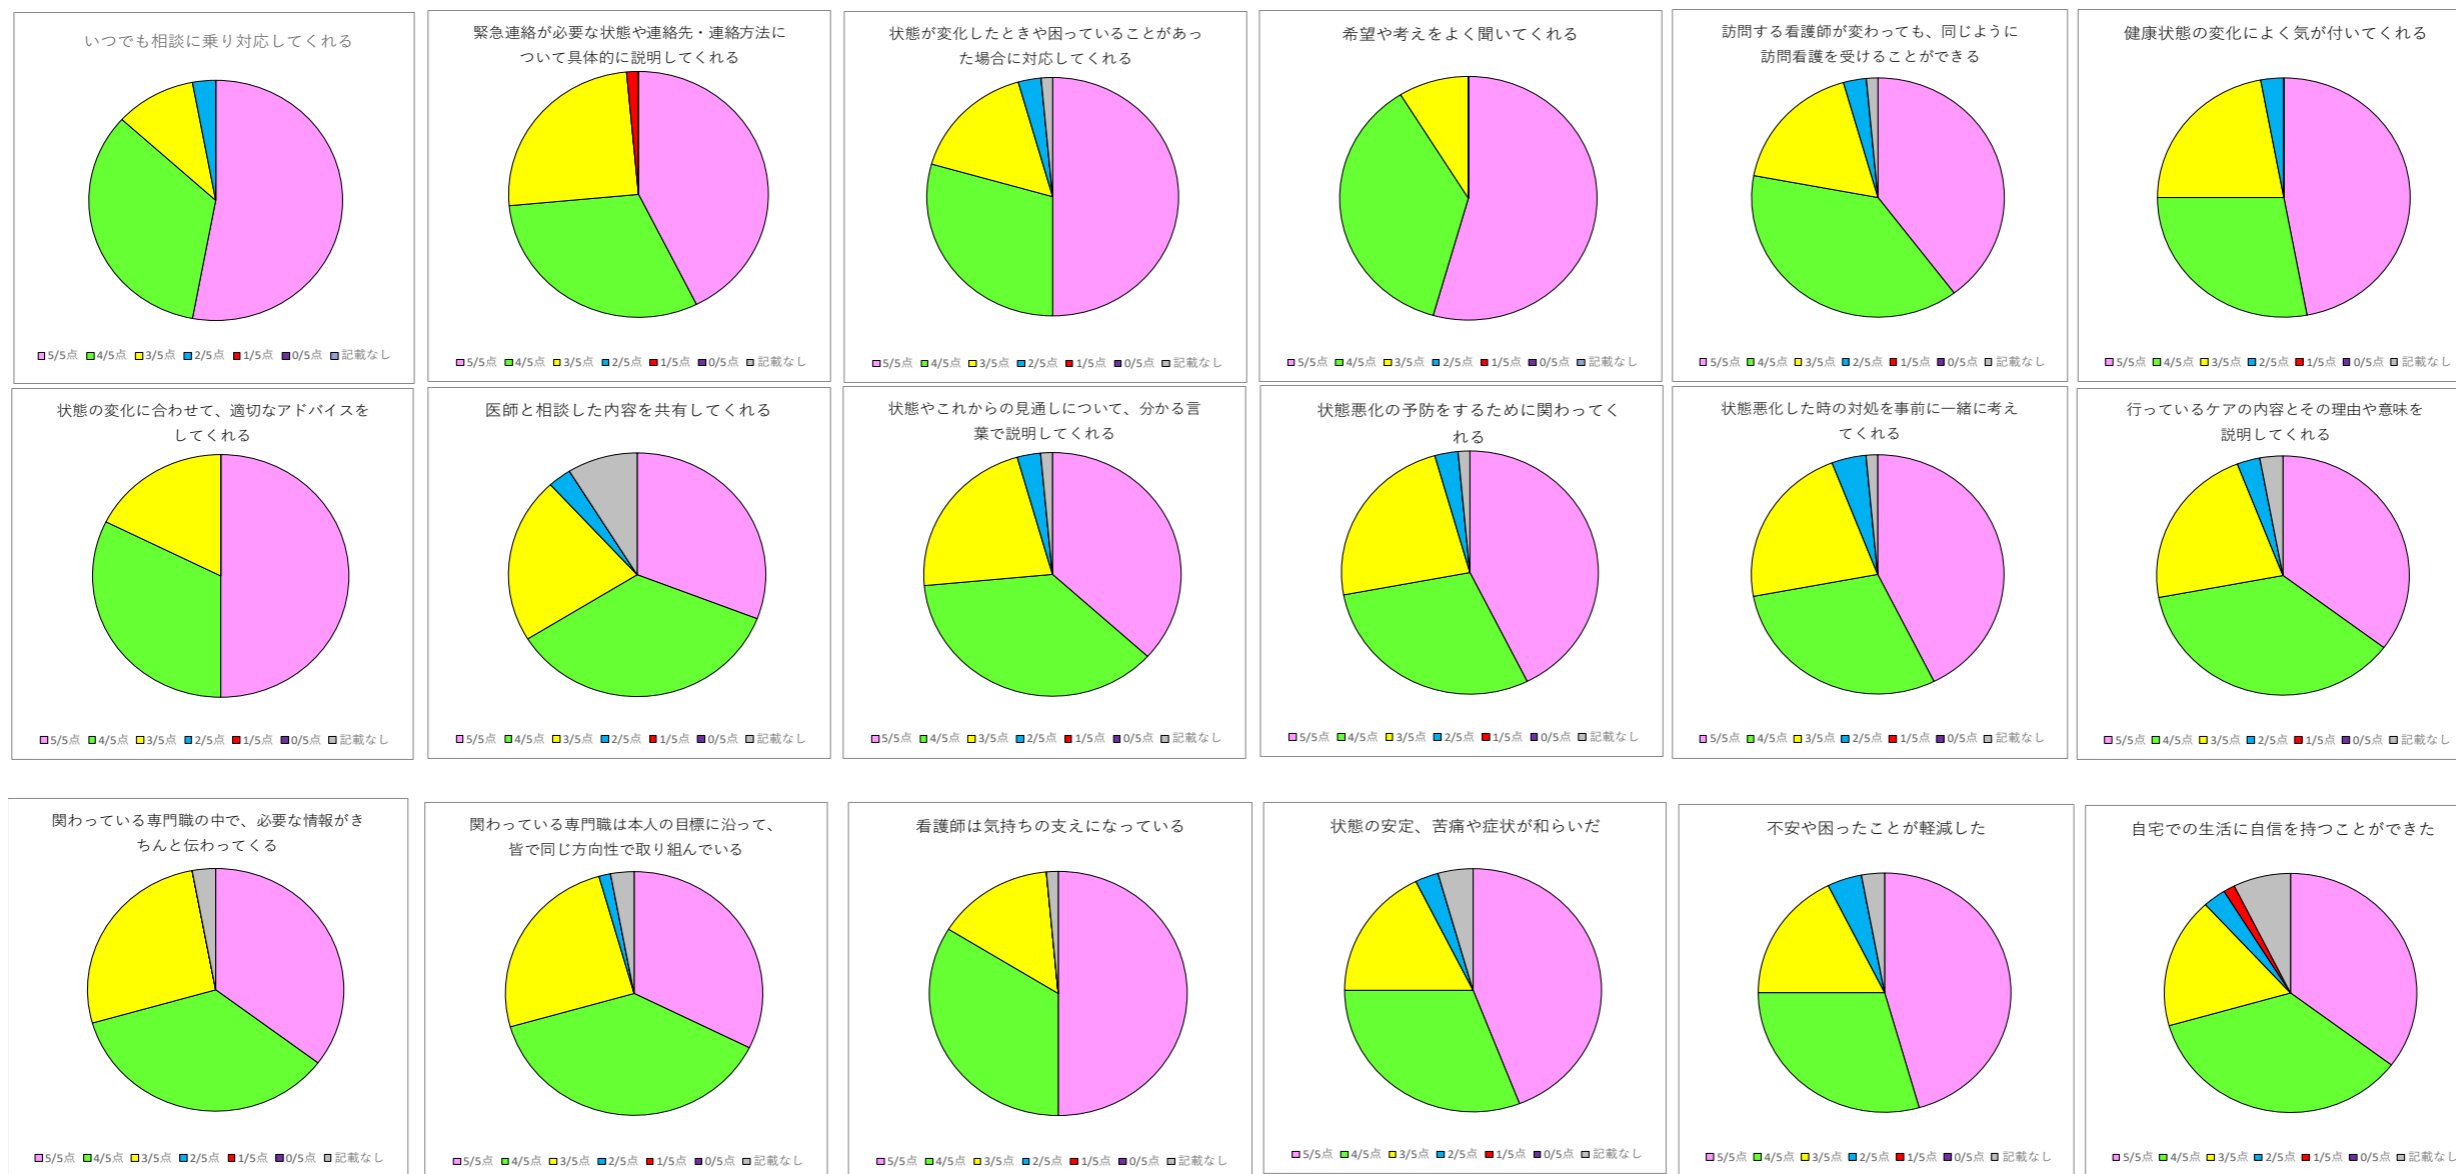 いつでも相談に乗り対応してくれる
5/5点 4/5点 3/5点 2/5点 1/5点 0/5点 記載なし
緊急連絡が必要な状態や連絡先・連絡方法に
ついて具体的に説明してくれる
5/5点 4/5点 3/5点 2/5点 1/5点 0/5点 記載なし
状態が変化したときや困っていることがあっ
た場合に対応してくれる
5/5点 4/5点 3/5点 2/5点 1/5点 0/5点 記載なし
希望や考えをよく聞いてくれる
5/5点 4/5点 3/5点 2/5点 1/5点 0/5点 記載なし
訪問する看護師が変わっても、同じように
訪問看護を受けることができる
5/5点 4/5点 3/5点 2/5点 1/5点 0/5点 記載なし
健康状態の変化によく気が付いてくれる
5/5点 4/5点 3/5点 2/5点 1/5点 0/5点 記載なし
状態の変化に合わせて、適切なアドバイスを
してくれる
5/5点 4/5点 3/5点 2/5点 1/5点 0/5点 記載なし
医師と相談した内容を共有してくれる
5/5点 4/5点 3/5点 2/5点 1/5点 0/5点 記載なし
状態やこれからの見通しについて、分かる言
葉で説明してくれる
5/5点 4/5点 3/5点 2/5点 1/5点 0/5点 記載なし
状態悪化の予防をするために関わってく
れる
5/5点 4/5点 3/5点 2/5点 1/5点 0/5点 記載なし
状態悪化した時の対処を事前に一緒に考え
てくれる
5/5点 4/5点 3/5点 2/5点 1/5点 0/5点 記載なし
行っているケアの内容とその理由や意味を
説明してくれる
5/5点 4/5点 3/5点 2/5点 1/5点 0/5点 記載なし
関わっている専門職の中で、必要な情報がき
ちんと伝わってくる
5/5点 4/5点 3/5点 2/5点 1/5点 0/5点 記載なし
関わっている専門職は本人の目標に沿って、
皆で同じ方向性で取り組んでいる
5/5点 4/5点 3/5点 2/5点 1/5点 0/5点 記載なし
看護師は気持ちの支えになっている
5/5点 4/5点 3/5点 2/5点 1/5点 0/5点 記載なし
状態の安定、苦痛や症状が和らいだ
5/5点 4/5点 3/5点 2/5点 1/5点 0/5点 記載なし
不安や困ったことが軽減した
5/5点 4/5点 3/5点 2/5点 1/5点 0/5点 記載なし
自宅での生活に自信を持つことができた
5/5点 4/5点 3/5点 2/5点 1/5点 0/5点 記載なし